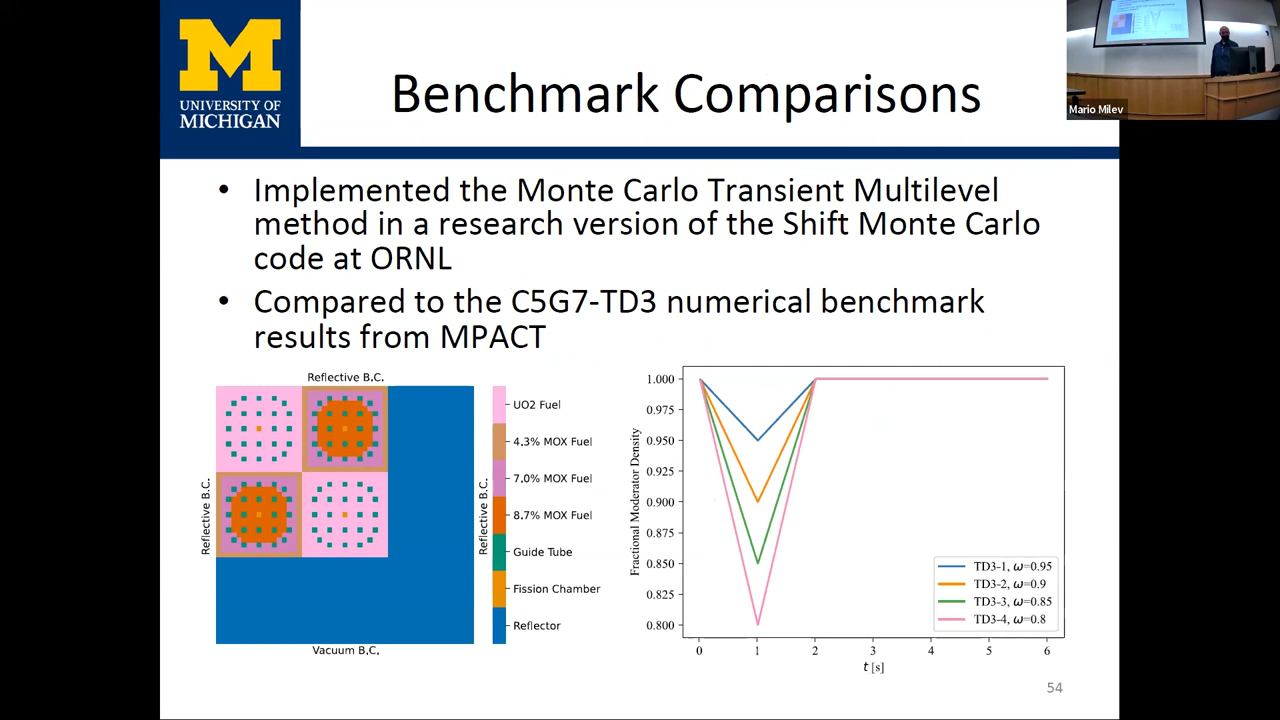 UNIVERSITY OF
MICHIGAN
Benchmark Comparisons
Mario Milev
• Implemented the Monte Carlo Transient Multilevel
method in a research version of the Shift Monte Carlo
code at ORNL
• Compared to the C5G7-TD3 numerical benchmark
results from MPACT
Reflective B.C.
Reflective B.C.
Reflective B.C.
Vacuum B.C.
UO2 Fuel
4.3% MOX Fuel
7.0% MOX Fuel
8.7% MOX Fuel
Guide Tube
Fission Chamber
Reflector
Fractional Moderator Density
1.000
0.975
0.950
0.925
0.900
0.875
0.850
0.825
0.800
TD3-1, ω=0.95
TD3-2, ω=0.9
TD3-3, ω=0.85
TD3-4, ω=0.8
0 1 2 3 4 5 6
t [s]
54